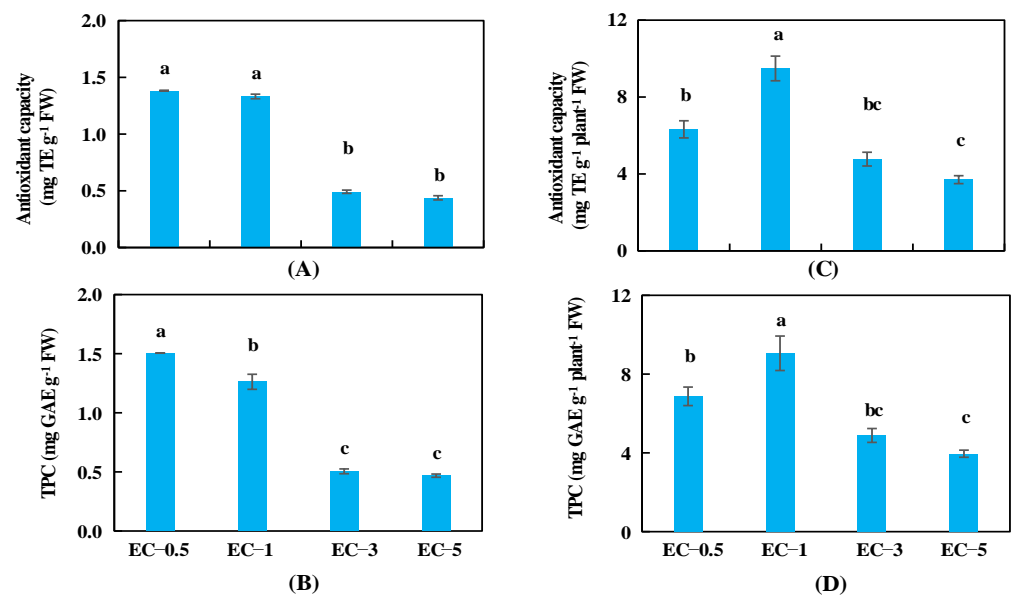 Antioxidant capacity
(mg TE g⁻¹ FW)
2.0
1.5
1.0
0.5
0.0
a
a
b
b
(A)
Antioxidant capacity
(mg TE g⁻¹ plant⁻¹ FW)
12
8
4
0
b
a
bc
c
(C)
TPC (mg GAE g⁻¹ FW)
2.0
1.5
1.0
0.5
0.0
a
b
c
c
EC−0.5 EC−1 EC−3 EC−5
(B)
TPC (mg GAE g⁻¹ plant⁻¹ FW)
12
8
4
0
b
a
bc
c
EC−0.5 EC−1 EC−3 EC−5
(D)